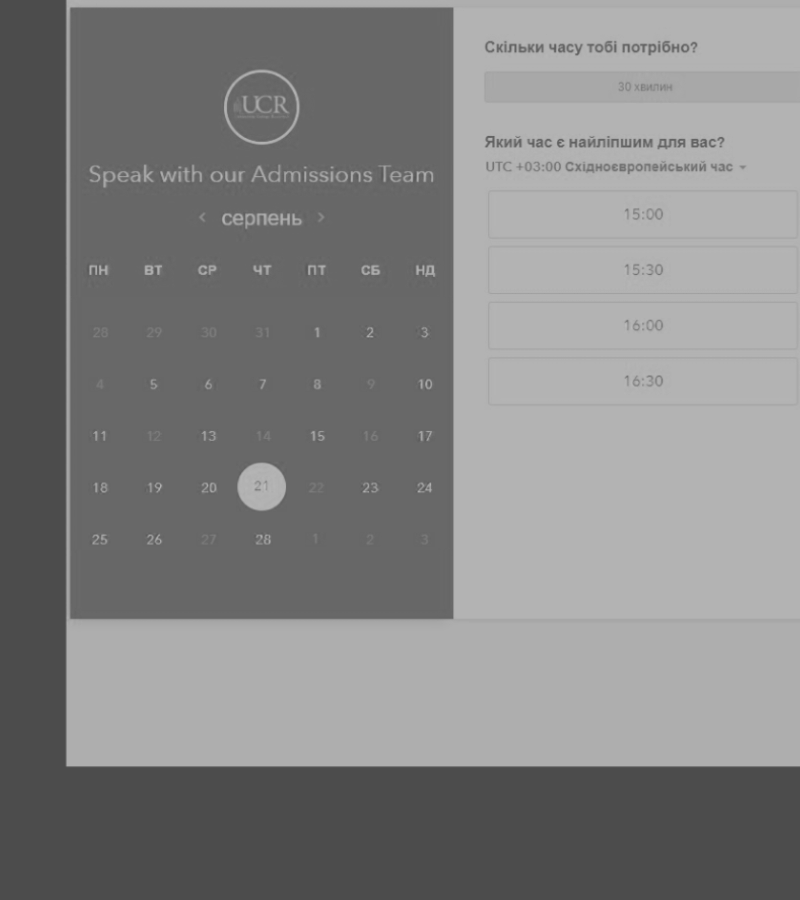 UCR
Speak with our Admissions Team
серпень
ПН ВТ СР ЧТ ПТ СБ НД
28 29 30 31 1 2 3
4 5 6 7 8 9 10
11 12 13 14 15 16 17
18 19 20 21 22 23 24
25 26 27 28 1 2 3
Скільки часу тобі потрібно?
30 хвилин
Який час є найліпшим для вас?
UTC +03:00 Східноєвропейський час
15:00
15:30
16:00
16:30